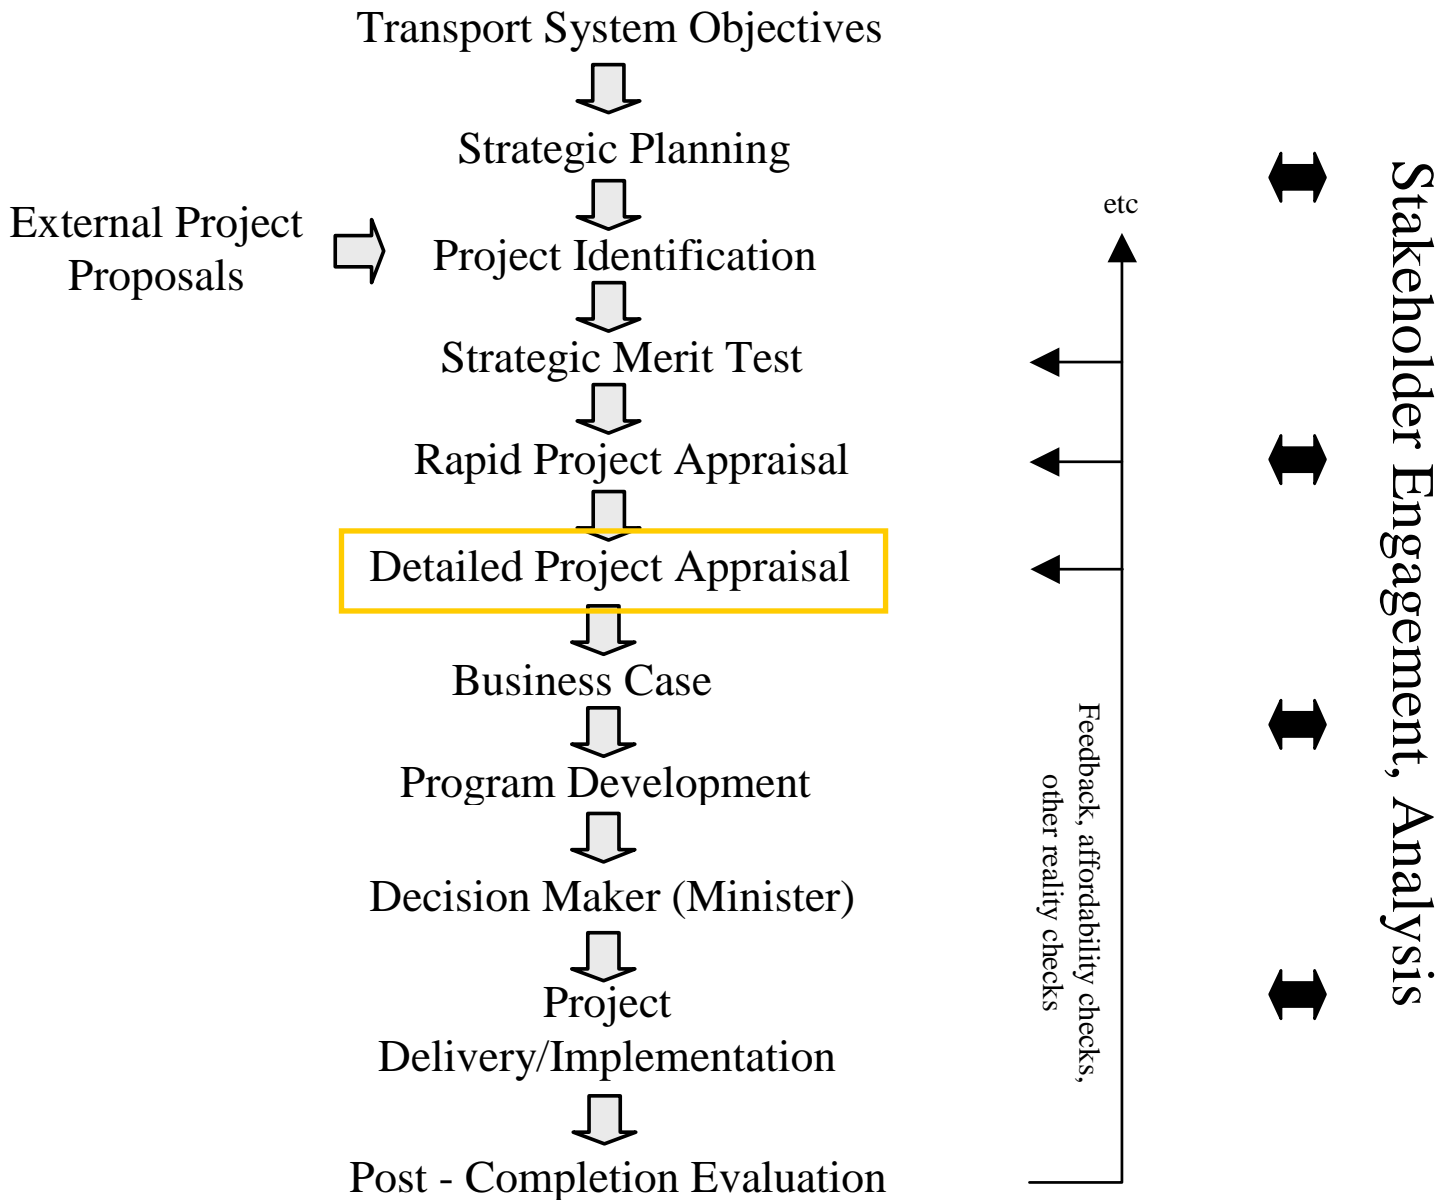 Transport System Objectives
Strategic Planning
External Project
Proposals
Project Identification
Strategic Merit Test
Rapid Project Appraisal
Detailed Project Appraisal
Business Case
Program Development
Decision Maker (Minister)
Project
Delivery/Implementation
Post - Completion Evaluation
etc
Feedback, affordability checks,
other reality checks
Stakeholder Engagement, Analysis